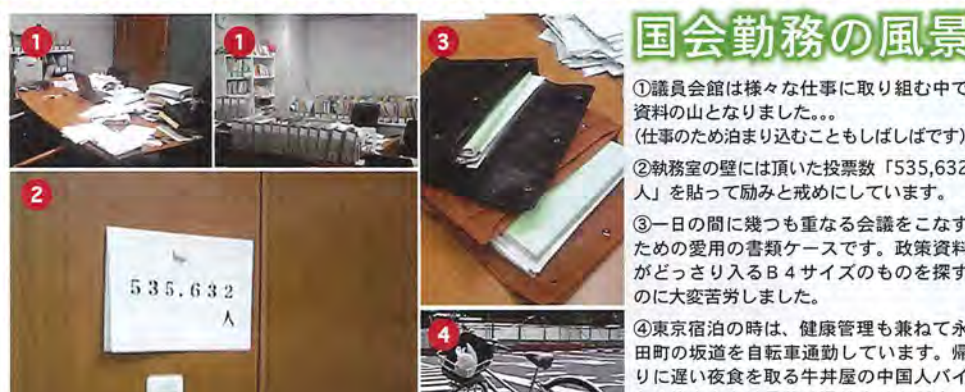 国会勤務の風景
1
1
3
2
535.632
人
4
①議員会館は様々な仕事に取り組む中で
資料の山となりました。。。
(仕事のため泊まり込むこともしばしばです)
②執務室の壁には頂いた投票数「535,632
人」を貼って励みと戒めにしています。
③一日の間に幾つも重なる会議をこなす
ための愛用の書類ケースです。政策資料
がどっさり入るB4サイズのものを探す
のに大変苦労しました。
④東京宿泊の時は、健康管理も兼ねて永
田町の坂道を自転車通勤しています。帰
りに遅い夜食を取る牛丼屋の中国人バイ